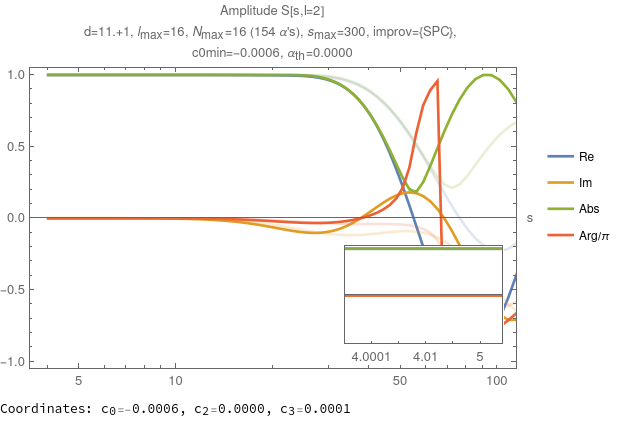 Amplitude S[s,l=2]
d=11.+1, lmax=16, Nmax=16 (154 α's), smax=300, improv={SPC},
c0min=-0.0006, αth=0.0000
1.0
0.5
0.0
-0.5
-1.0
s
Re
Im
Abs
Arg/π
4.0001 4.01 5
5 10 50 100
Coordinates: c0=-0.0006, c2=0.0000, c3=0.0001